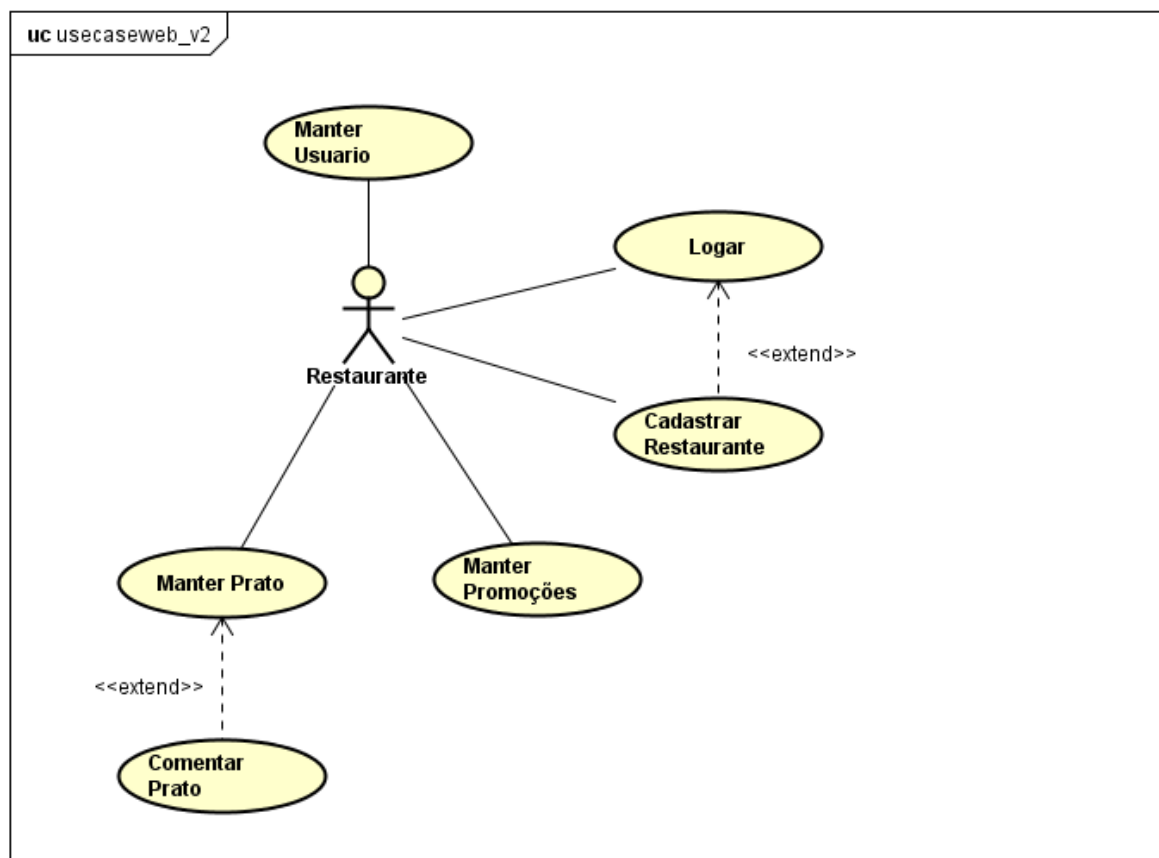 uc usecaseweb_v2
Manter
Usuario
Logar
<<extend>>
Restaurante
Cadastrar
Restaurante
Manter Prato
Manter
Promoções
<<extend>>
Comentar
Prato